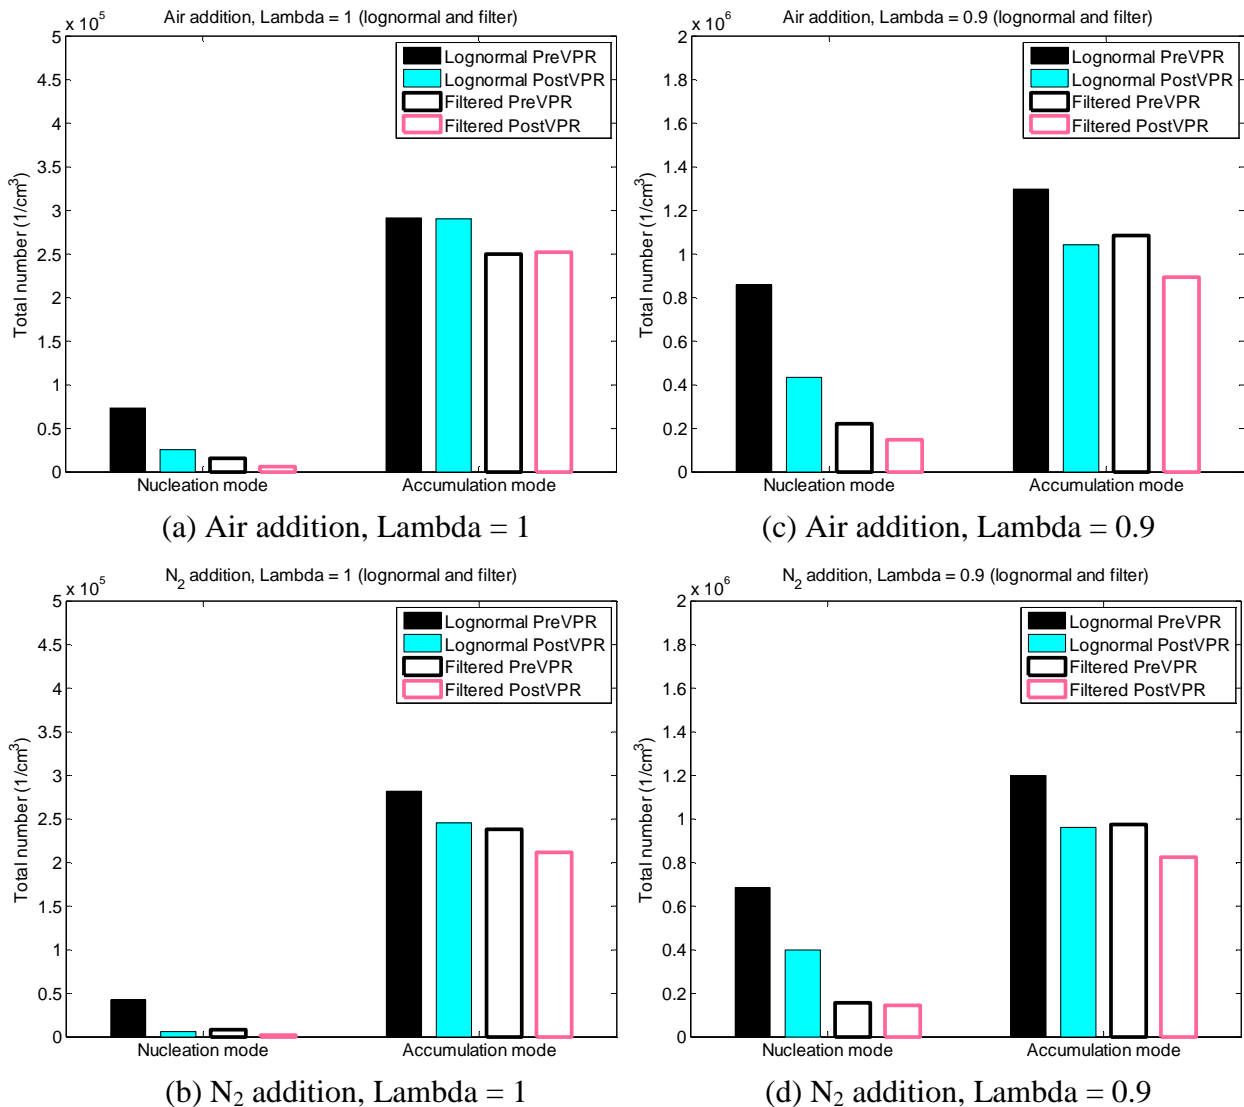 Air addition, Lambda = 1 (lognormal and filter)
x 10^5
5
4.5
4
3.5
3
2.5
2
1.5
1
0.5
0
Total number (1/cm^3)
Lognormal PreVPR
Lognormal PostVPR
Filtered PreVPR
Filtered PostVPR
Nucleation mode
Accumulation mode
(a) Air addition, Lambda = 1
Air addition, Lambda = 0.9 (lognormal and filter)
x 10^6
2
1.8
1.6
1.4
1.2
1
0.8
0.6
0.4
0.2
0
Total number (1/cm^3)
Lognormal PreVPR
Lognormal PostVPR
Filtered PreVPR
Filtered PostVPR
Nucleation mode
Accumulation mode
(c) Air addition, Lambda = 0.9
N_2 addition, Lambda = 1 (lognormal and filter)
x 10^5
5
4.5
4
3.5
3
2.5
2
1.5
1
0.5
0
Total number (1/cm^3)
Lognormal PreVPR
Lognormal PostVPR
Filtered PreVPR
Filtered PostVPR
Nucleation mode
Accumulation mode
(b) N_2 addition, Lambda = 1
N_2 addition, Lambda = 0.9 (lognormal and filter)
x 10^6
2
1.8
1.6
1.4
1.2
1
0.8
0.6
0.4
0.2
0
Total number (1/cm^3)
Lognormal PreVPR
Lognormal PostVPR
Filtered PreVPR
Filtered PostVPR
Nucleation mode
Accumulation mode
(d) N_2 addition, Lambda = 0.9